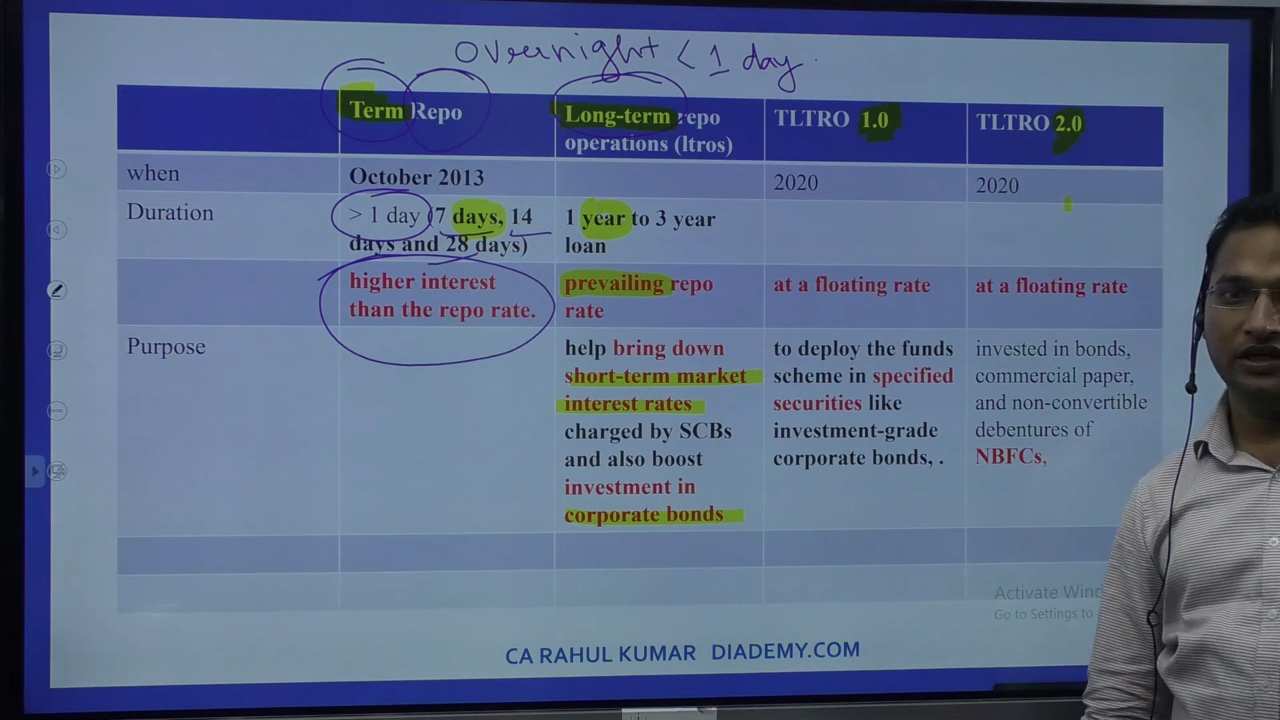 overnight < 1 day.
Term Repo
Long-term repo
operations (ltros)
TLTRO 1.0
TLTRO 2.0
when
October 2013
2020
2020
Duration
> 1 day (7 days, 14
days and 28 days)
1 year to 3 year
loan
higher interest
than the repo rate.
prevailing repo
rate
at a floating rate
at a floating rate
Purpose
help bring down
short-term market
interest rates
charged by SCBs
and also boost
investment in
corporate bonds
to deploy the funds
scheme in specified
securities like
investment-grade
corporate bonds, .
invested in bonds,
commercial paper,
and non-convertible
debentures of
NBFCs,
Activate Wind
Go to Settings to
CA RAHUL KUMAR DIADEMY.COM